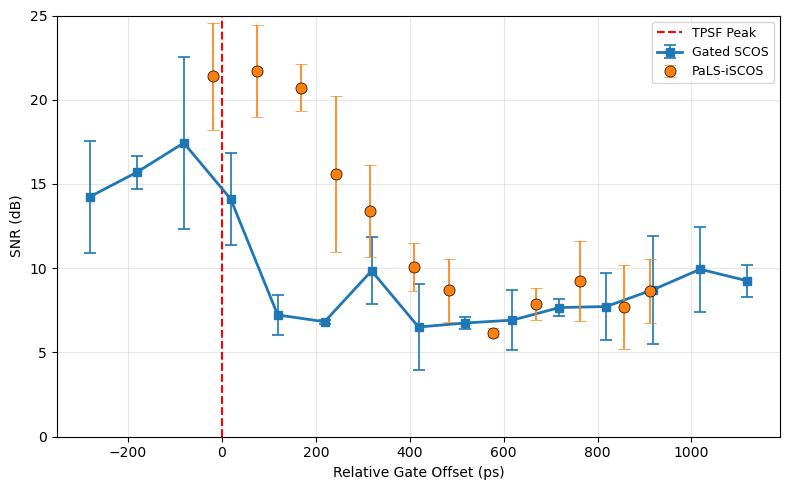 25
20
15
10
5
0
SNR (dB)
−200
0
200
400
600
800
1000
Relative Gate Offset (ps)
TPSF Peak
Gated SCOS
PaLS-iSCOS